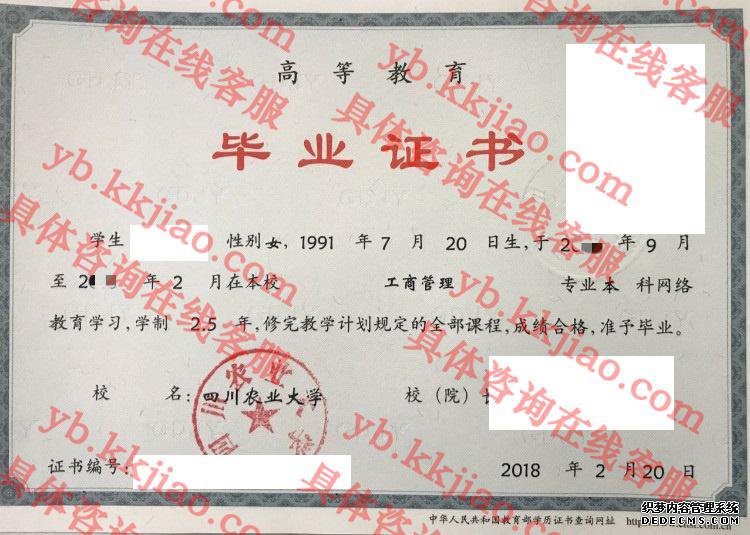 高等教育
毕业证书
学生 性别 女, 1991 年 7 月 20 日生, 于 2 年 9 月
至 2 年 2 月在本校 工商管理 专业 本 科网络
教育学习, 学制 2.5 年, 修完教学计划规定的全部课程, 成绩合格, 准予毕业。
校 名: 四川农业大学 校（院）
证书编号: 2018 年 2 月 20 日
中华人民共和国教育部学历证书查询网址
yb.kkjiao.com
具体咨询在线客服
织梦内容管理系统
DEDECMS.COM